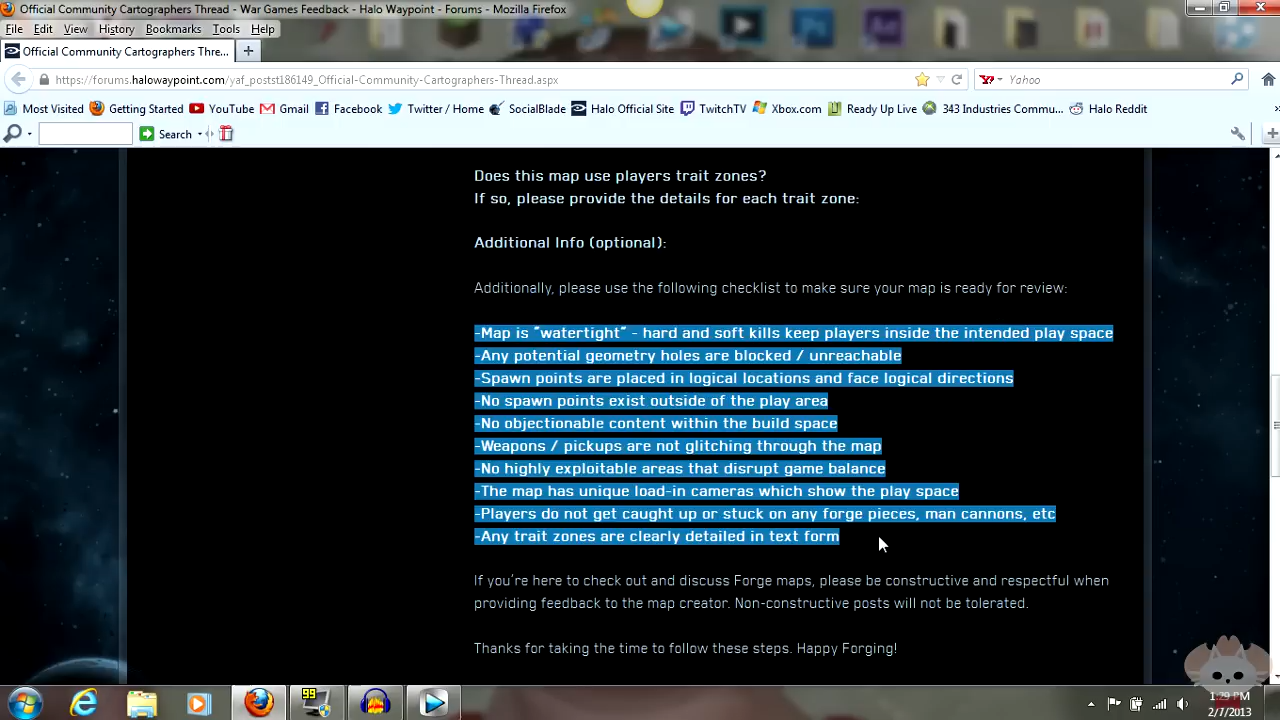 Official Community Cartographers Thread - War Games Feedback - Halo Waypoint - Forums - Mozilla Firefox
File Edit View History Bookmarks Tools Help
Official Community Cartographers Thre...
https://forums.halowaypoint.com/yaf_postst186149_Official-Community-Cartographers-Thread.aspx
Yahoo
Most Visited Getting Started YouTube Gmail Facebook Twitter / Home SocialBlade Halo Official Site TwitchTV Xbox.com Ready Up Live 343 Industries Commu... Halo Reddit
Search
Does this map use players trait zones?
If so, please provide the details for each trait zone:
Additional Info (optional):
Additionally, please use the following checklist to make sure your map is ready for review:
-Map is "watertight" - hard and soft kills keep players inside the intended play space
-Any potential geometry holes are blocked / unreachable
-Spawn points are placed in logical locations and face logical directions
-No spawn points exist outside of the play area
-No objectionable content within the build space
-Weapons / pickups are not glitching through the map
-No highly exploitable areas that disrupt game balance
-The map has unique load-in cameras which show the play space
-Players do not get caught up or stuck on any forge pieces, man cannons, etc
-Any trait zones are clearly detailed in text form
If you're here to check out and discuss Forge maps, please be constructive and respectful when
providing feedback to the map creator. Non-constructive posts will not be tolerated.
Thanks for taking the time to follow these steps. Happy Forging!
99
1:29 PM
2/7/2013